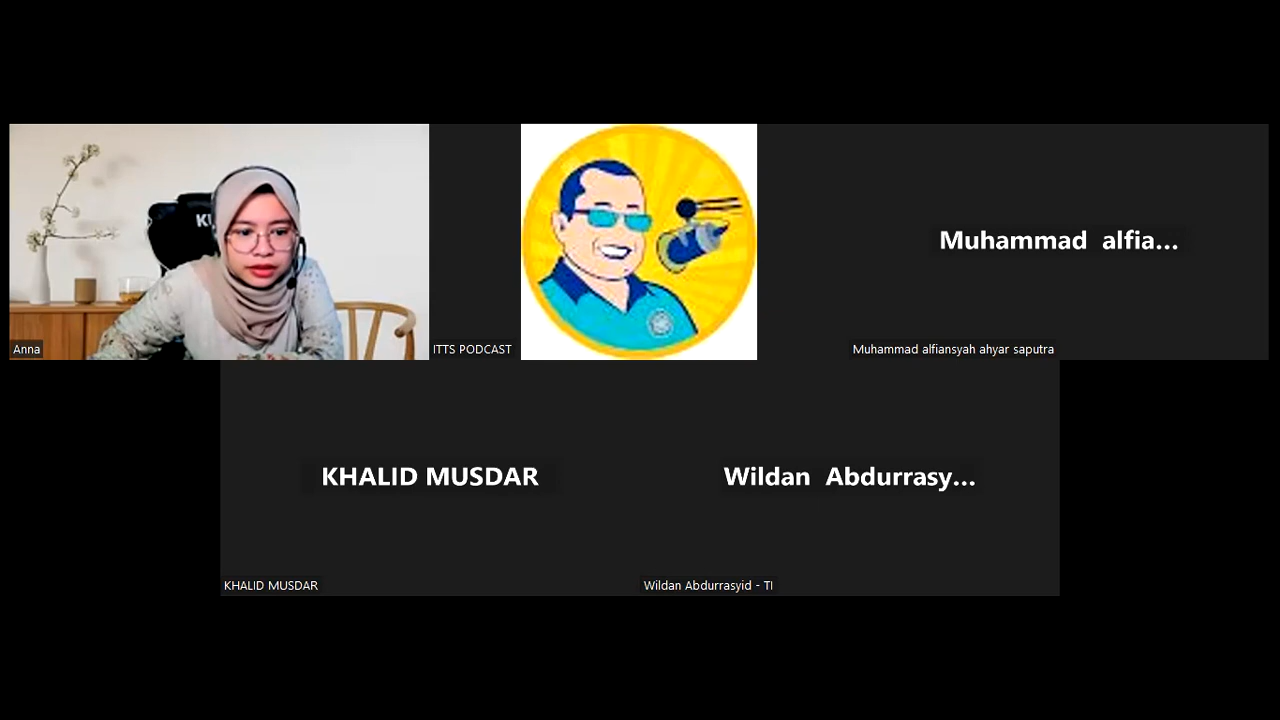 Anna
ITTS PODCAST
Muhammad alfia...
Muhammad alfiansyah ahyar saputra
KHALID MUSDAR
Wildan Abdurrasy...
KHALID MUSDAR
Wildan Abdurrasyid - TI